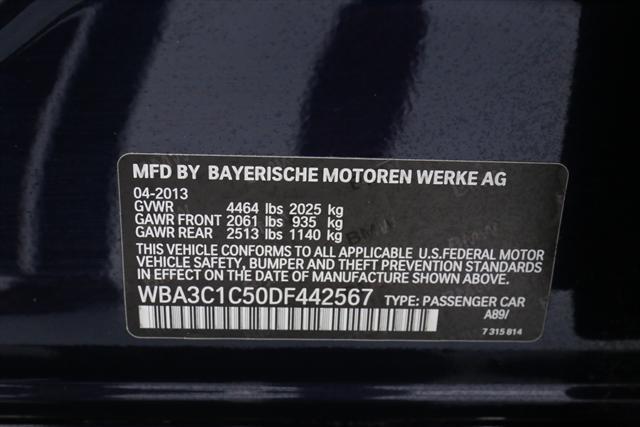 MFD BY BAYERISCHE MOTOREN WERKE AG
04-2013
GVWR 4464 lbs 2025 kg
GAWR FRONT 2061 lbs 935 kg
GAWR REAR 2513 lbs 1140 kg
THIS VEHICLE CONFORMS TO ALL APPLICABLE U.S.FEDERAL MOTOR
VEHICLE SAFETY, BUMPER AND THEFT PREVENTION STANDARDS
IN EFFECT ON THE DATE OF MANUFACTURE SHOWN ABOVE.
WBA3C1C50DF442567 TYPE: PASSENGER CAR
A89/
7 315 814